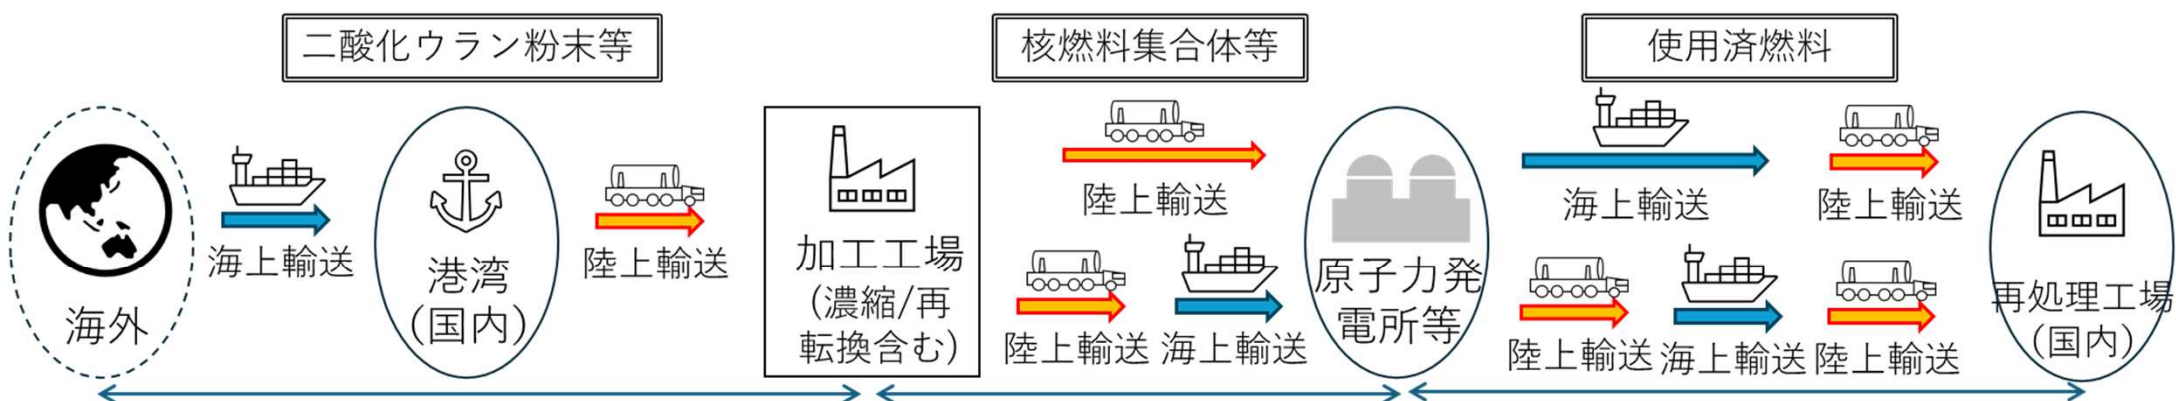 二酸化ウラン粉末等
核燃料集合体等
使用済燃料
海外
海上輸送
港湾
(国内)
陸上輸送
加工工場
(濃縮/再
転換含む)
陸上輸送
陸上輸送
海上輸送
原子力発
電所等
海上輸送
陸上輸送
陸上輸送
海上輸送
陸上輸送
再処理工場
(国内)